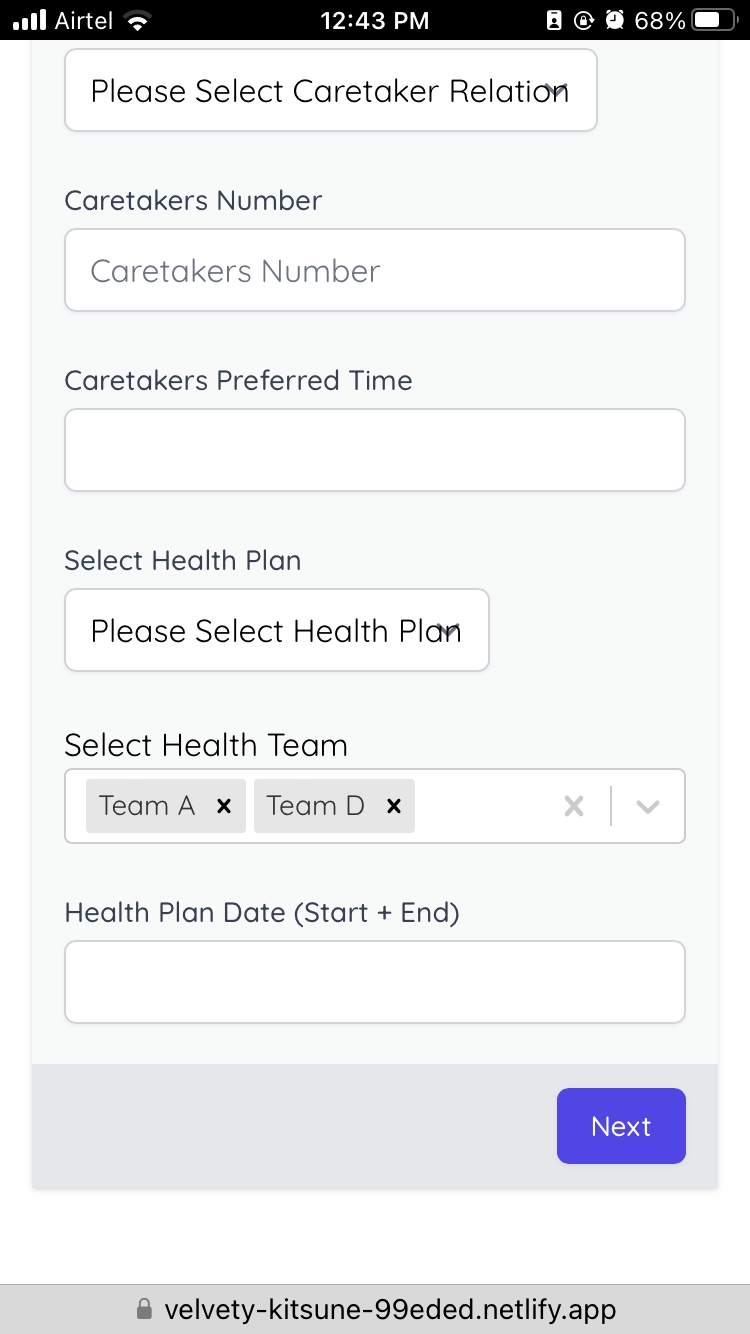 Airtel 12:43 PM 68%
Please Select Caretaker Relation
Caretakers Number
Caretakers Number
Caretakers Preferred Time
Select Health Plan
Please Select Health Plan
Select Health Team
Team A × Team D ×
Health Plan Date (Start + End)
Next
velvety-kitsune-99eded.netlify.app